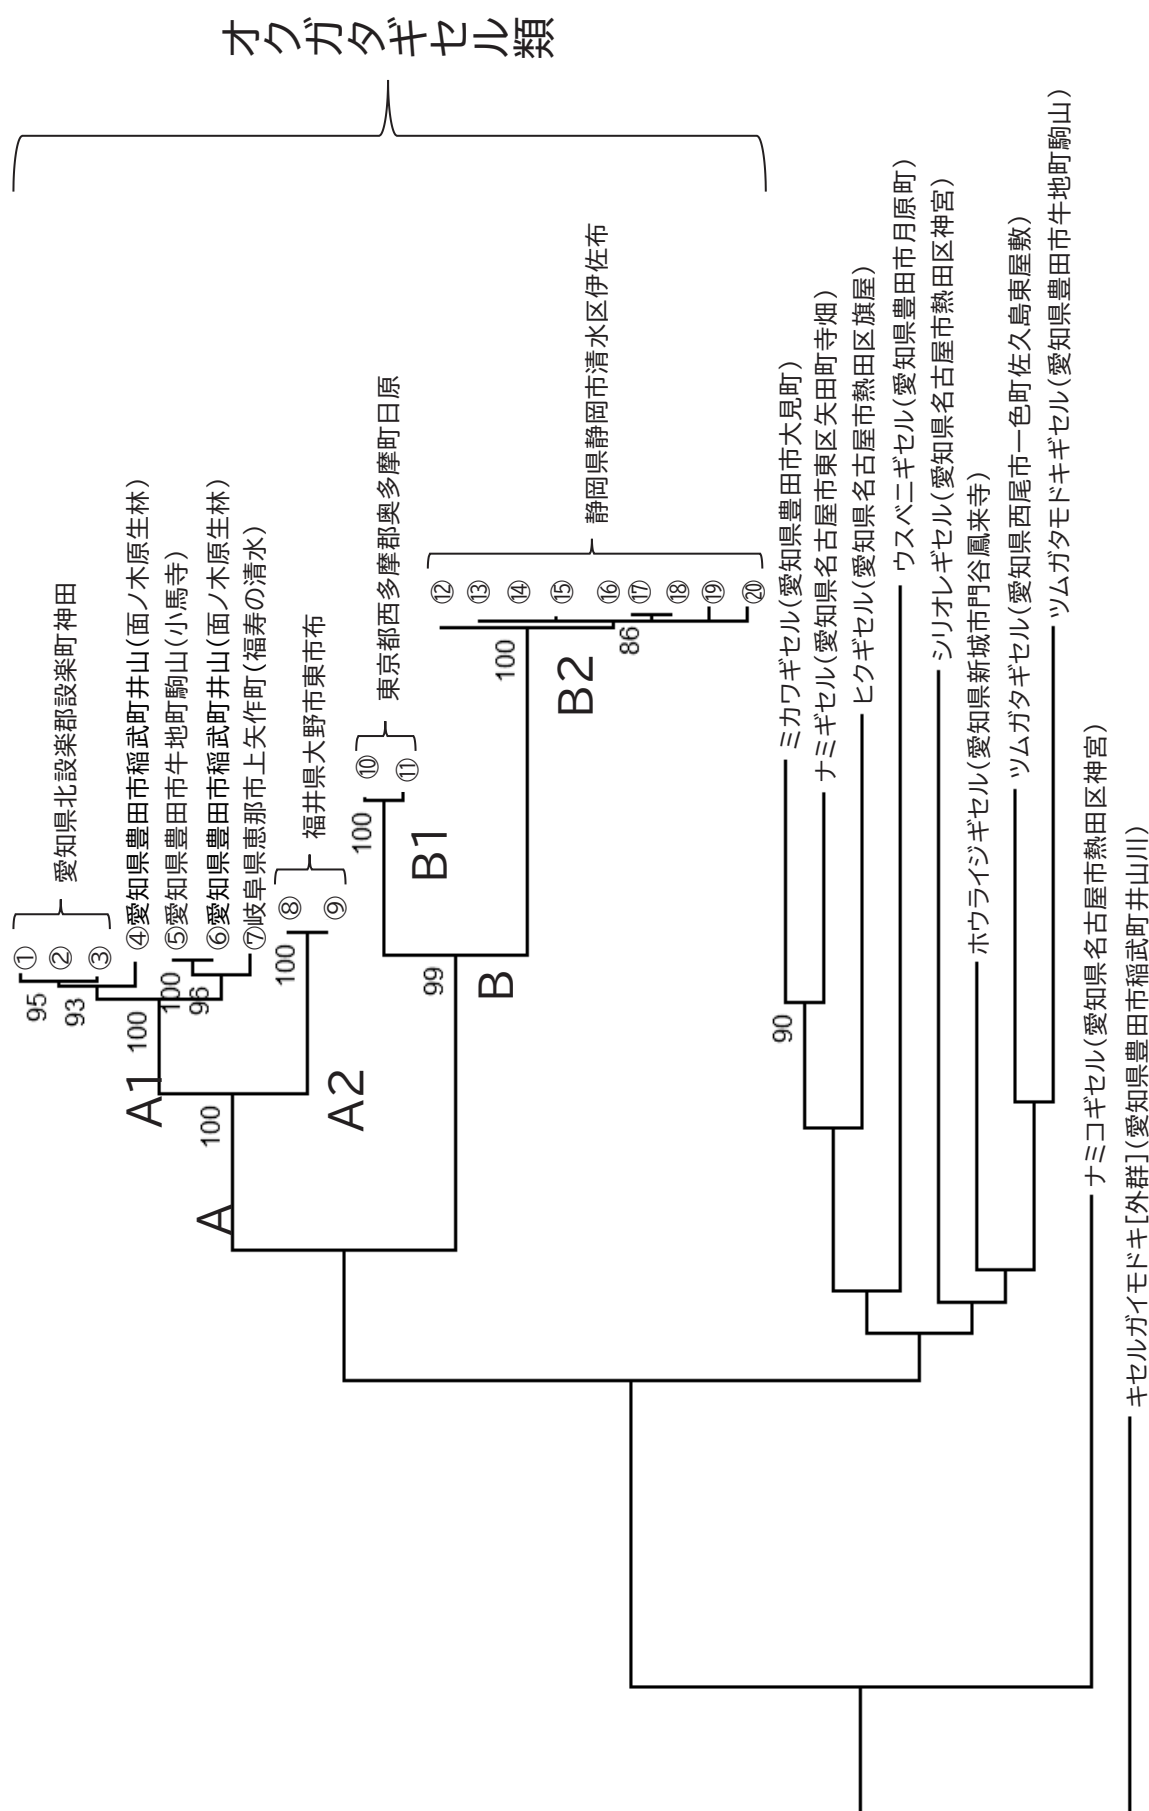 オクガタギセル類
愛知県北設楽郡設楽町神田
①
②
③
④愛知県豊田市稲武町井山(面ノ木原生林)
⑤愛知県豊田市牛地町駒山(小馬寺)
⑥愛知県豊田市稲武町井山(面ノ木原生林)
⑦岐阜県恵那市上矢作町(福寿の清水)
福井県大野市東市布
⑧
⑨
東京都西多摩郡奥多摩町日原
⑩
⑪
静岡県静岡市清水区伊佐布
⑫
⑬
⑭
⑮
⑯
⑰
⑱
⑲
⑳
ミカワギセル(愛知県豊田市大見町)
ナミギセル(愛知県名古屋市東区矢田町寺畑)
ヒクギセル(愛知県名古屋市熱田区旗屋)
ウスベニギセル(愛知県豊田市月原町)
シリオレギセル(愛知県名古屋市熱田区神宮)
ホウライジギセル(愛知県新城市門谷鳳来寺)
ツムガタギセル(愛知県西尾市一色町佐久島東屋敷)
ツムガタモドキギセル(愛知県豊田市牛地町駒山)
ナミコギセル(愛知県名古屋市熱田区神宮)
キセルガイモドキ[外群](愛知県豊田市稲武町井山川)
95
93
100
100
96
A1
100
A
100
A2
100
B1
99
B
100
B2
86
90